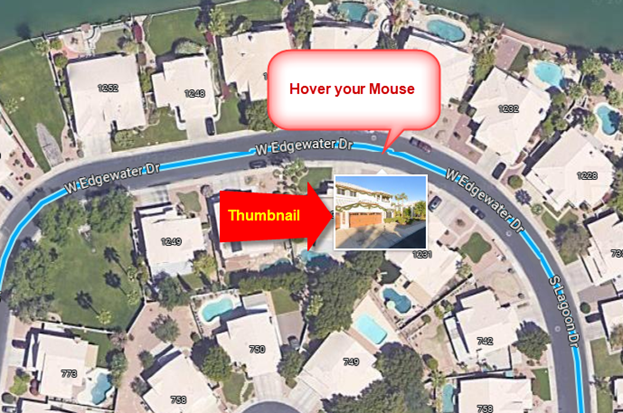 1252
1248
Hover your Mouse
1232
W Edgewater Dr
W Edgewater Dr
W Edgewater Dr
1228
Thumbnail
1249
1231
S Lagoon Dr
750
749
742
773
758
758